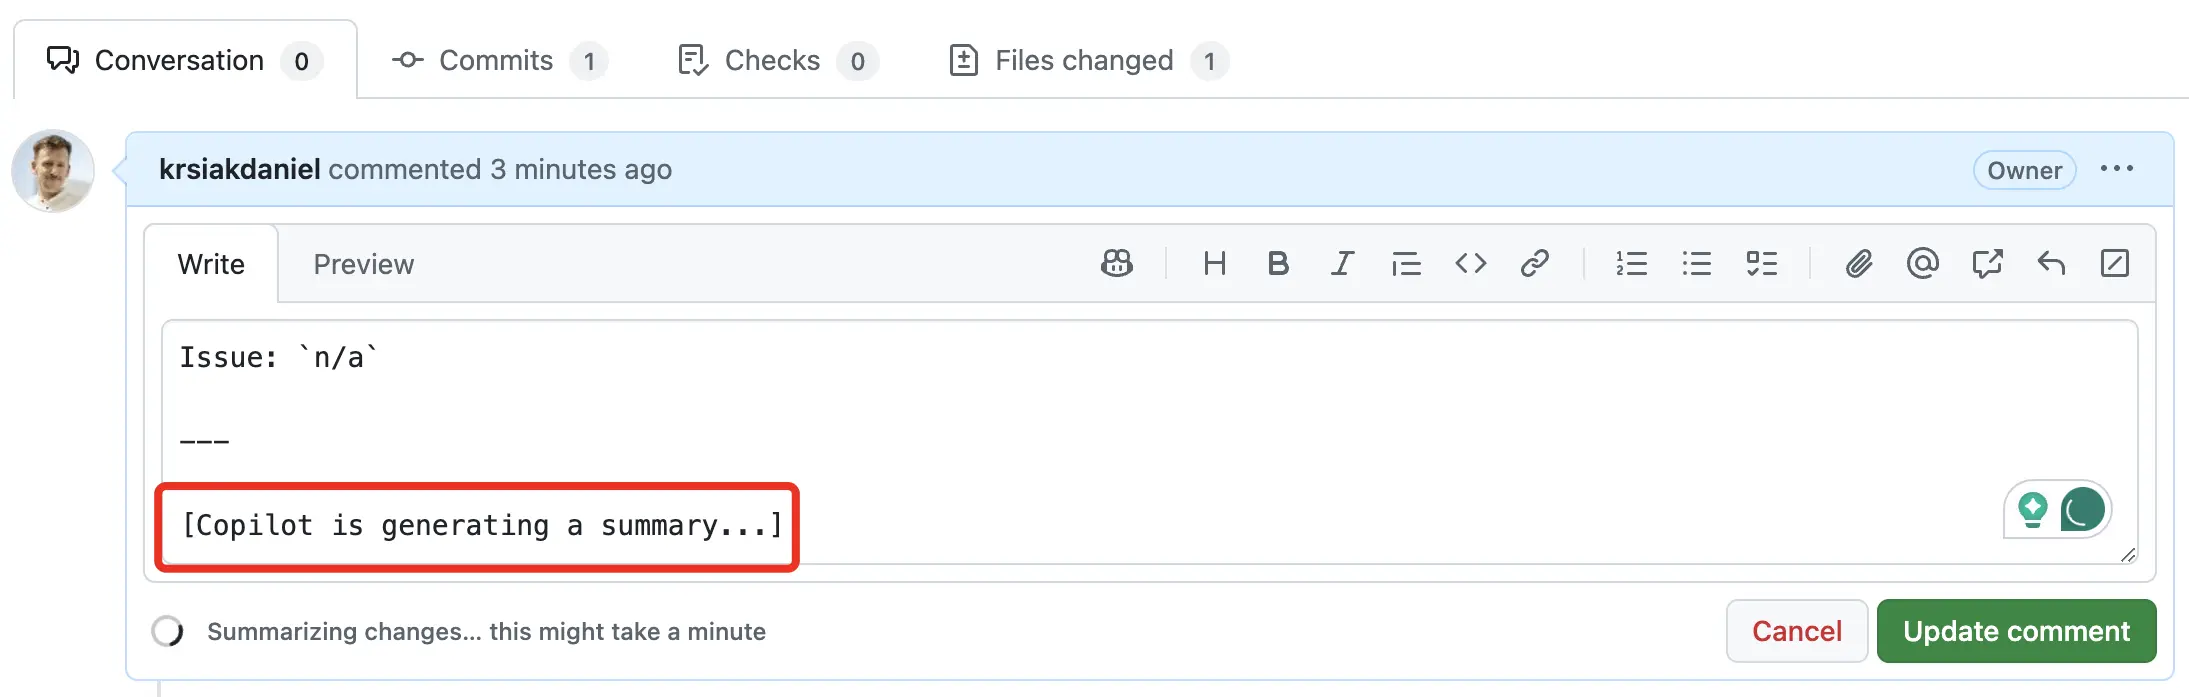 Conversation 0 Commits 1 Checks 0 Files changed 1
krsiakdaniel commented 3 minutes ago Owner
Write Preview
Issue: `n/a`
---
[Copilot is generating a summary...]
Summarizing changes... this might take a minute Cancel Update comment